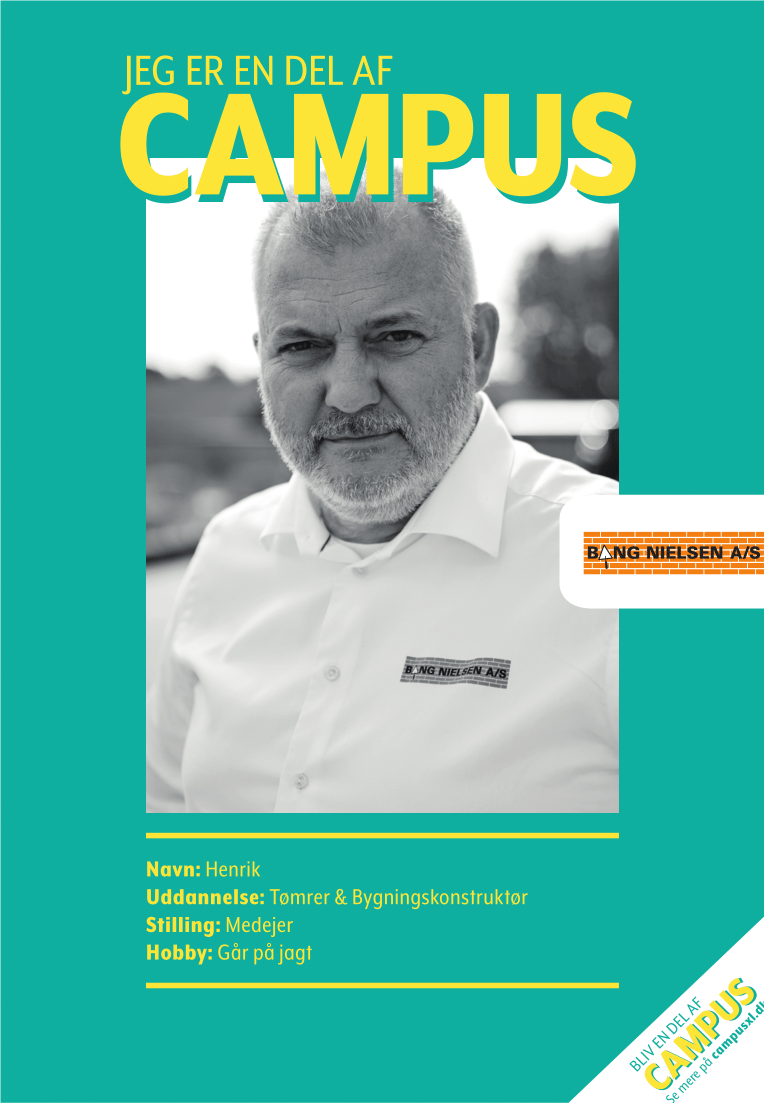 JEG ER EN DEL AF
CAMPUS
BANG NIELSEN A/S
BANG NIELSEN A/S
Navn: Henrik
Uddannelse: Tømrer & Bygningskonstruktør
Stilling: Medejer
Hobby: Går på jagt
BLIV EN DEL AF
CAMPUS
Se mere på campusxl.dk